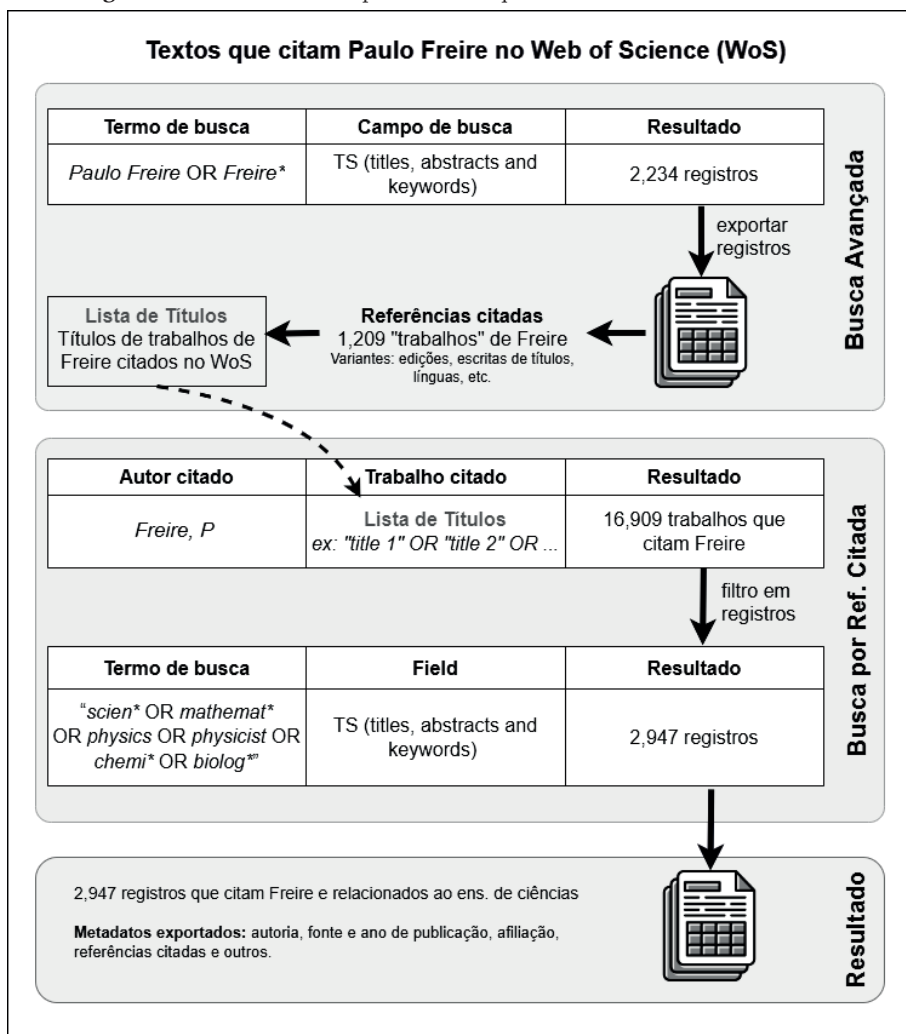 Textos que citam Paulo Freire no Web of Science (WoS)
Termo de busca
Campo de busca
Resultado
Paulo Freire OR Freire*
TS (titles, abstracts and
keywords)
2,234 registros
exportar
registros
Busca Avançada
Lista de Títulos
Títulos de trabalhos de
Freire citados no WoS
Referências citadas
1,209 "trabalhos" de Freire
Variantes: edições, escritas de títulos,
línguas, etc.
Autor citado
Trabalho citado
Resultado
Freire, P
Lista de Títulos
ex: "title 1" OR "title 2" OR ...
16,909 trabalhos que
citam Freire
filtro em
registros
Busca por Ref. Citada
Termo de busca
Field
Resultado
“scien* OR mathemat*
OR physics OR physicist OR
chemi* OR biolog*”
TS (titles, abstracts and
keywords)
2,947 registros
2,947 registros que citam Freire e relacionados ao ens. de ciências
Metadatos exportados: autoria, fonte e ano de publicação, afiliação,
referências citadas e outros.
Resultado